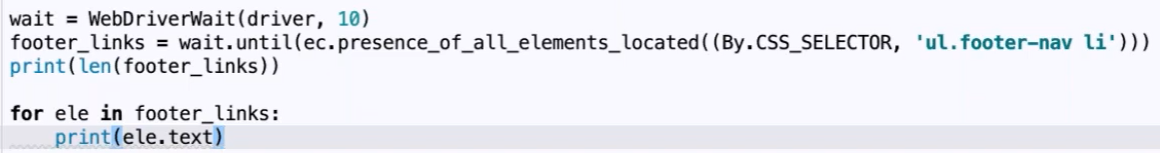 wait = WebDriverWait(driver, 10)
footer_links = wait.until(ec.presence_of_all_elements_located((By.CSS_SELECTOR, 'ul.footer-nav li')))
print(len(footer_links))

for ele in footer_links:
    print(ele.text)